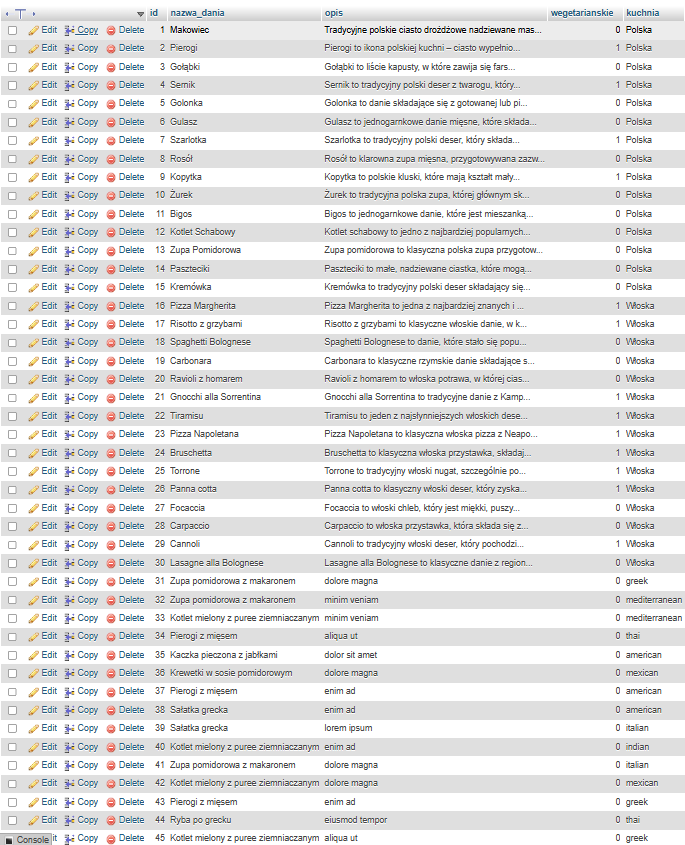 id nazwa_dania opis wegetarianskie kuchnia
Edit Copy Delete 1 Makowiec Tradycyjne polskie ciasto drożdżowe nadziewane mas... 0 Polska
Edit Copy Delete 2 Pierogi Pierogi to ikona polskiej kuchni – ciasto wypełnio... 1 Polska
Edit Copy Delete 3 Gołąbki Gołąbki to liście kapusty, w które zawija się fars... 0 Polska
Edit Copy Delete 4 Sernik Sernik to tradycyjny polski deser z twarogu, który... 1 Polska
Edit Copy Delete 5 Golonka Golonka to danie składające się z gotowanej lub pi... 0 Polska
Edit Copy Delete 6 Gulasz Gulasz to jednogarnkowe danie mięsne, które składa... 0 Polska
Edit Copy Delete 7 Szarlotka Szarlotka to tradycyjny polski deser, który składa... 1 Polska
Edit Copy Delete 8 Rosół Rosół to klarowna zupa mięsna, przygotowywana zazw... 0 Polska
Edit Copy Delete 9 Kopytka Kopytka to polskie kluski, które mają kształt mały... 1 Polska
Edit Copy Delete 10 Żurek Żurek to tradycyjna polska zupa, której głównym sk... 0 Polska
Edit Copy Delete 11 Bigos Bigos to jednogarnkowe danie, które jest mieszanką... 0 Polska
Edit Copy Delete 12 Kotlet Schabowy Kotlet schabowy to jedno z najbardziej popularnych... 0 Polska
Edit Copy Delete 13 Zupa Pomidorowa Zupa pomidorowa to klasyczna polska zupa przygotow... 0 Polska
Edit Copy Delete 14 Paszteciki Paszteciki to małe, nadziewane ciastka, które mogą... 0 Polska
Edit Copy Delete 15 Kremówka Kremówka to tradycyjny polski deser składający się... 0 Polska
Edit Copy Delete 16 Pizza Margherita Pizza Margherita to jedna z najbardziej znanych i ... 1 Włoska
Edit Copy Delete 17 Risotto z grzybami Risotto z grzybami to klasyczne włoskie danie, w k... 1 Włoska
Edit Copy Delete 18 Spaghetti Bolognese Spaghetti Bolognese to danie, które stało się popu... 0 Włoska
Edit Copy Delete 19 Carbonara Carbonara to klasyczne rzymskie danie składające s... 0 Włoska
Edit Copy Delete 20 Ravioli z homarem Ravioli z homarem to włoska potrawa, w której cias... 0 Włoska
Edit Copy Delete 21 Gnocchi alla Sorrentina Gnocchi alla Sorrentina to tradycyjne danie z Kamp... 1 Włoska
Edit Copy Delete 22 Tiramisu Tiramisu to jeden z najsłynniejszych włoskich dese... 1 Włoska
Edit Copy Delete 23 Pizza Napoletana Pizza Napoletana to klasyczna włoska pizza z Neapo... 1 Włoska
Edit Copy Delete 24 Bruschetta Bruschetta to klasyczna włoska przystawka, składaj... 1 Włoska
Edit Copy Delete 25 Torrone Torrone to tradycyjny włoski nugat, szczególnie po... 1 Włoska
Edit Copy Delete 26 Panna cotta Panna cotta to klasyczny włoski deser, który zyska... 1 Włoska
Edit Copy Delete 27 Focaccia Focaccia to włoski chleb, który jest miękki, puszy... 0 Włoska
Edit Copy Delete 28 Carpaccio Carpaccio to włoska przystawka, która składa się z... 0 Włoska
Edit Copy Delete 29 Cannoli Cannoli to tradycyjny włoski deser, który pochodzi... 1 Włoska
Edit Copy Delete 30 Lasagne alla Bolognese Lasagne alla Bolognese to klasyczne danie z region... 0 Włoska
Edit Copy Delete 31 Zupa pomidorowa z makaronem dolore magna 0 greek
Edit Copy Delete 32 Zupa pomidorowa z makaronem minim veniam 0 mediterranean
Edit Copy Delete 33 Kotlet mielony z puree ziemniaczanym minim veniam 0 mediterranean
Edit Copy Delete 34 Pierogi z mięsem aliqua ut 0 thai
Edit Copy Delete 35 Kaczka pieczona z jabłkami dolor sit amet 0 american
Edit Copy Delete 36 Krewetki w sosie pomidorowym dolore magna 0 mexican
Edit Copy Delete 37 Pierogi z mięsem enim ad 0 american
Edit Copy Delete 38 Sałatka grecka enim ad 0 american
Edit Copy Delete 39 Sałatka grecka lorem ipsum 0 italian
Edit Copy Delete 40 Kotlet mielony z puree ziemniaczanym enim ad 0 indian
Edit Copy Delete 41 Zupa pomidorowa z makaronem dolore magna 0 italian
Edit Copy Delete 42 Kotlet mielony z puree ziemniaczanym dolore magna 0 mexican
Edit Copy Delete 43 Pierogi z mięsem enim ad 0 greek
Edit Copy Delete 44 Ryba po grecku eiusmod tempor 0 thai
Console it Copy Delete 45 Kotlet mielony z puree ziemniaczanym aliqua ut 0 greek